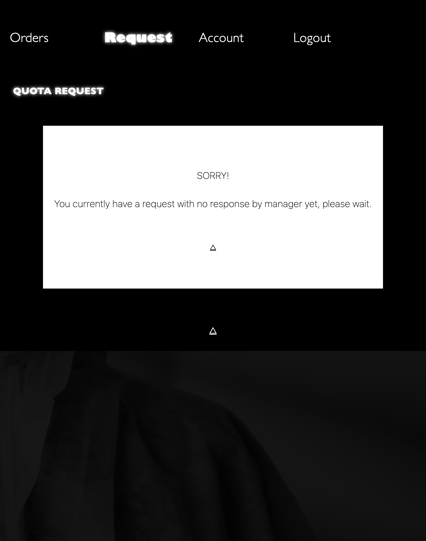 Orders Request Account Logout
QUOTA REQUEST
SORRY!
You currently have a request with no response by manager yet, please wait.